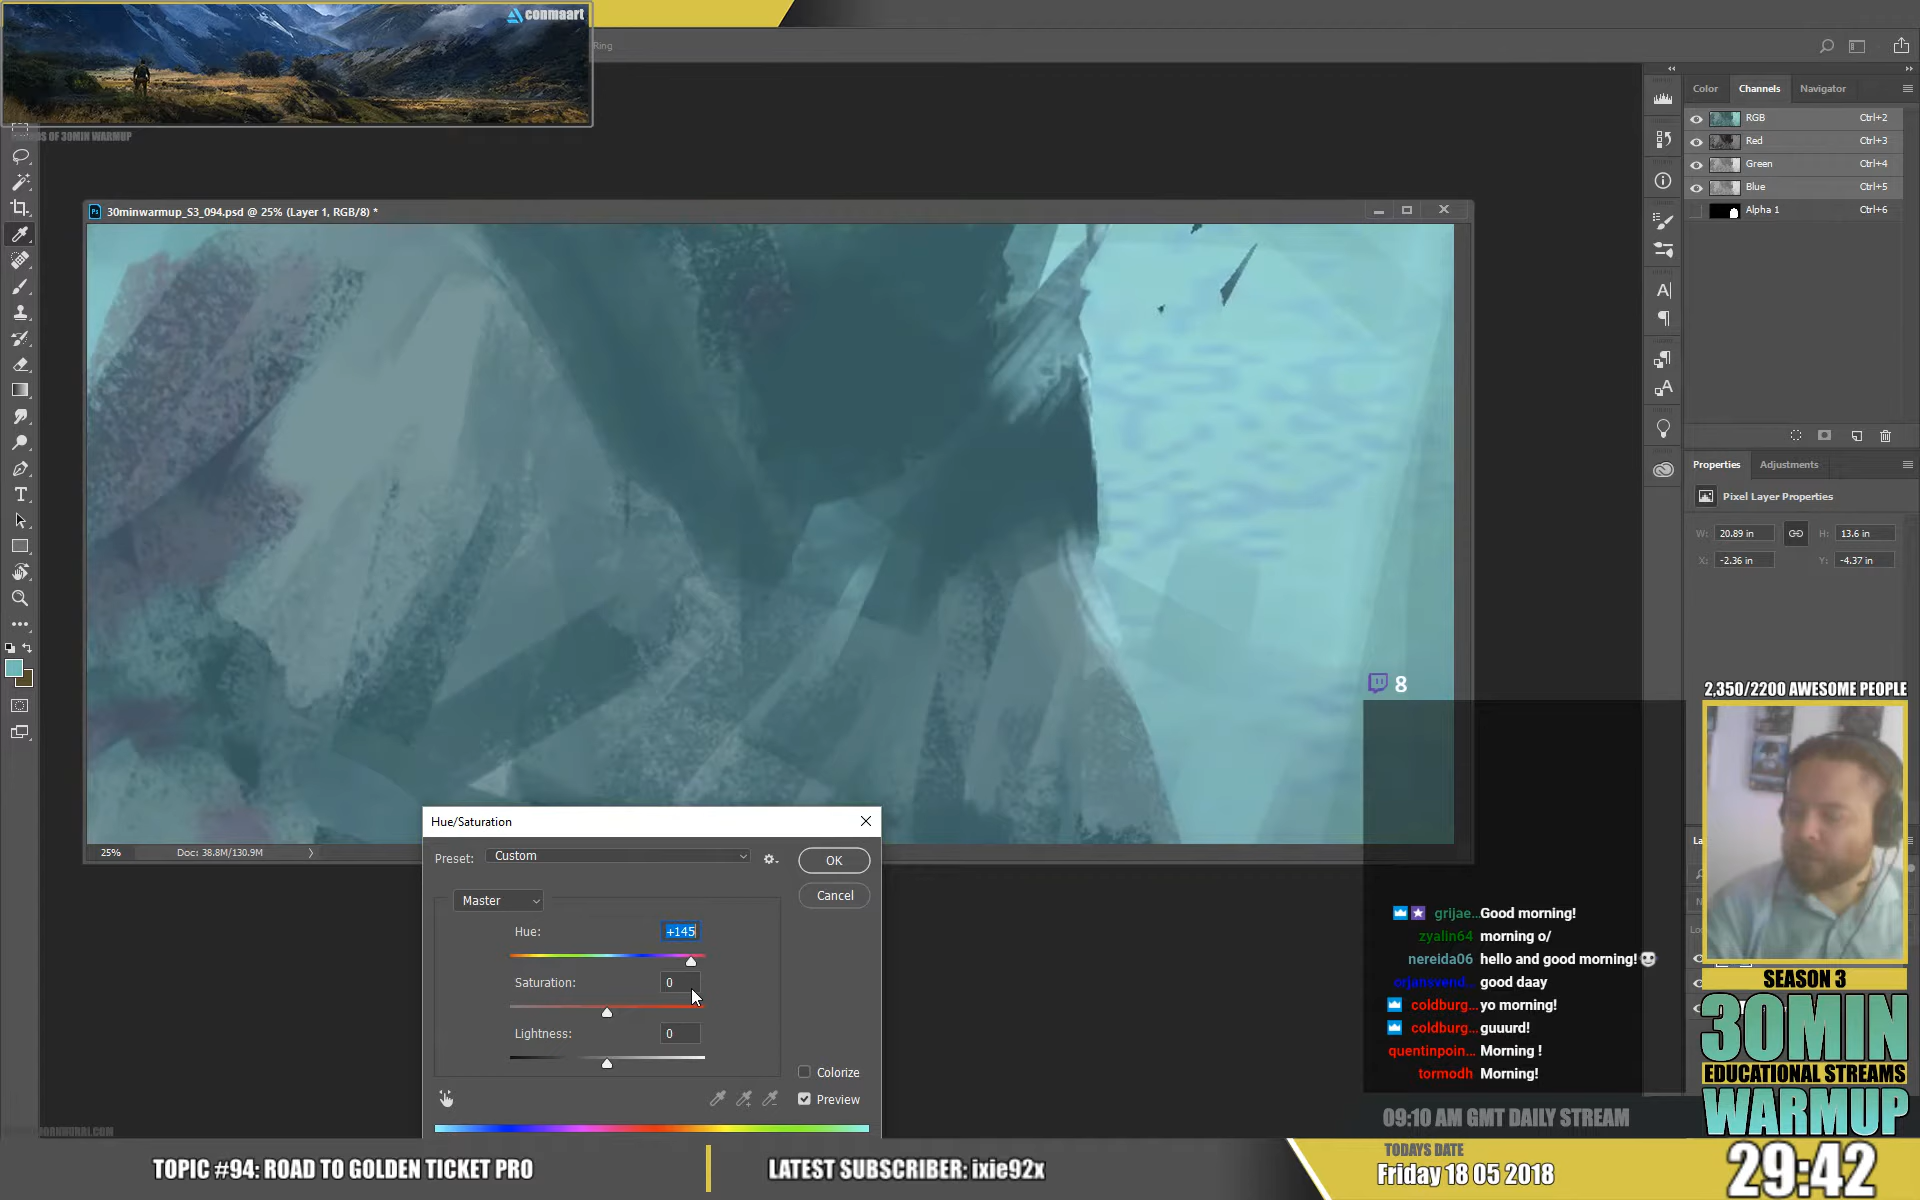 conmaart
Ring
S OF 30MIN WARMUP
Color
Channels
Navigator
RGB
Ctrl+2
Red
Ctrl+3
Green
Ctrl+4
Blue
Ctrl+5
Alpha 1
Ctrl+6
30minwarmup_S3_094.psd @ 25% (Layer 1, RGB/8) *
Properties
Adjustments
Pixel Layer Properties
W:
20.89 in
H:
13.6 in
X:
-2.36 in
Y:
-4.37 in
8
2,350/2200 AWESOME PEOPLE
25%
Doc: 38.8M/130.9M
Hue/Saturation
Preset:
Custom
OK
Cancel
Master
Hue:
+145
Saturation:
0
Lightness:
0
Colorize
Preview
grijae... Good morning!
zyalin64 morning o/
nereida06 hello and good morning!
orjansvend... good daay
coldburg... yo morning!
coldburg... guuurd!
quentinpoin... Morning !
tormodh Morning!
SEASON 3
30MIN
EDUCATIONAL STREAMS
WARMUP
09:10 AM GMT DAILY STREAM
TOPIC #94: ROAD TO GOLDEN TICKET PRO
LATEST SUBSCRIBER: ixie92x
TODAYS DATE
Friday 18 05 2018
29:42